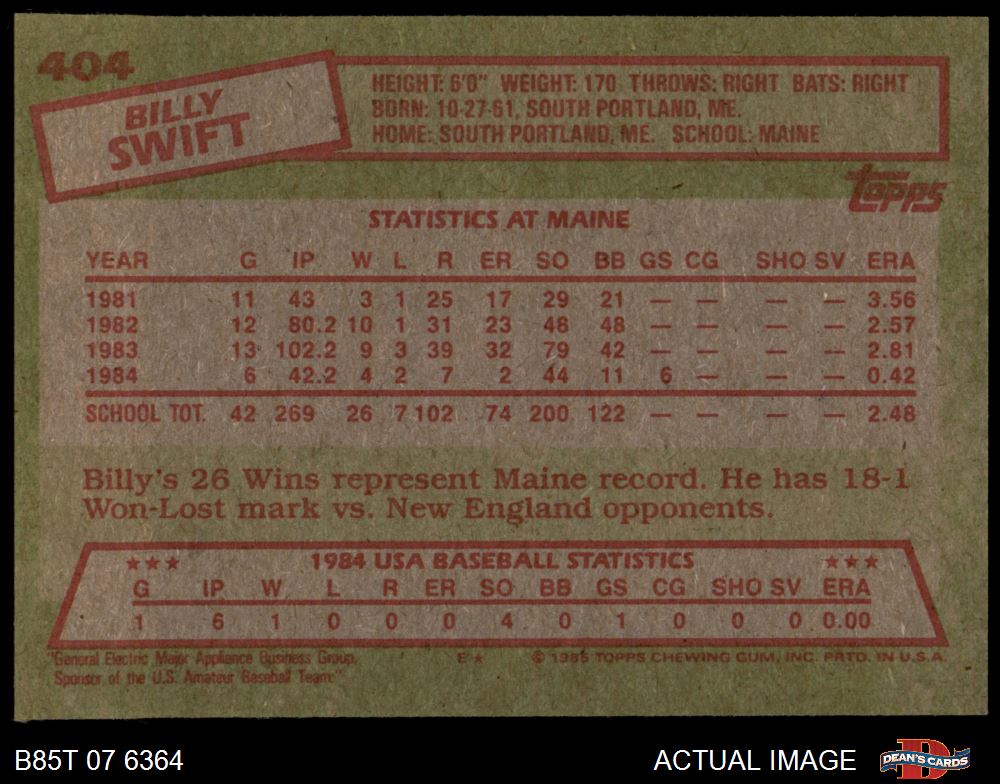 404
BILLY
SWIFT
HEIGHT: 6'0" WEIGHT: 170 THROWS: RIGHT BATS: RIGHT
BORN: 10-27-61, SOUTH PORTLAND, ME.
HOME: SOUTH PORTLAND, ME. SCHOOL: MAINE
topps
STATISTICS AT MAINE
YEAR G IP W L R ER SO BB GS CG SHO SV ERA
1981 11 43 3 1 25 17 29 21 — — — — 3.56
1982 12 80.2 10 1 31 23 48 48 — — — — 2.57
1983 13 102.2 9 3 39 32 79 42 — — — — 2.81
1984 6 42.2 4 2 7 2 44 11 6 — — — 0.42
SCHOOL TOT. 42 269 26 7 102 74 200 122 — — — — 2.48
Billy's 26 Wins represent Maine record. He has 18-1
Won-Lost mark vs. New England opponents.
★★★ 1984 USA BASEBALL STATISTICS ★★★
G IP W L R ER SO BB GS CG SHO SV ERA
1 6 1 0 0 0 4 0 1 0 0 0 0.00
"General Electric Major Appliance Business Group,
Sponsor of the U.S. Amateur Baseball Team."
E★ © 1985 TOPPS CHEWING GUM, INC. PRTD. IN U.S.A.
B85T 07 6364
ACTUAL IMAGE
DEAN'S CARDS